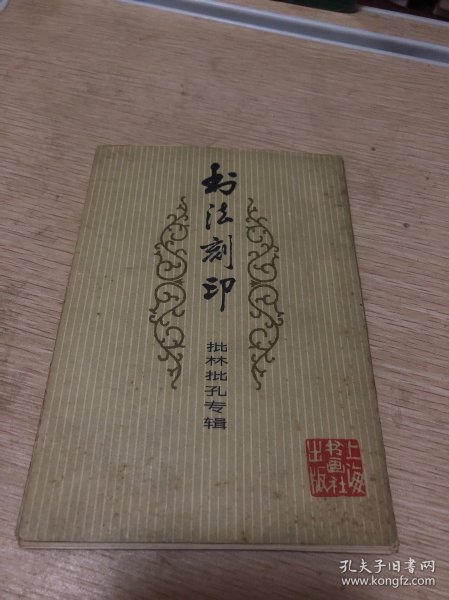 书法刻印
批林批孔专辑
上海
书画社
出版
孔夫子旧书网
www.kongfz.com